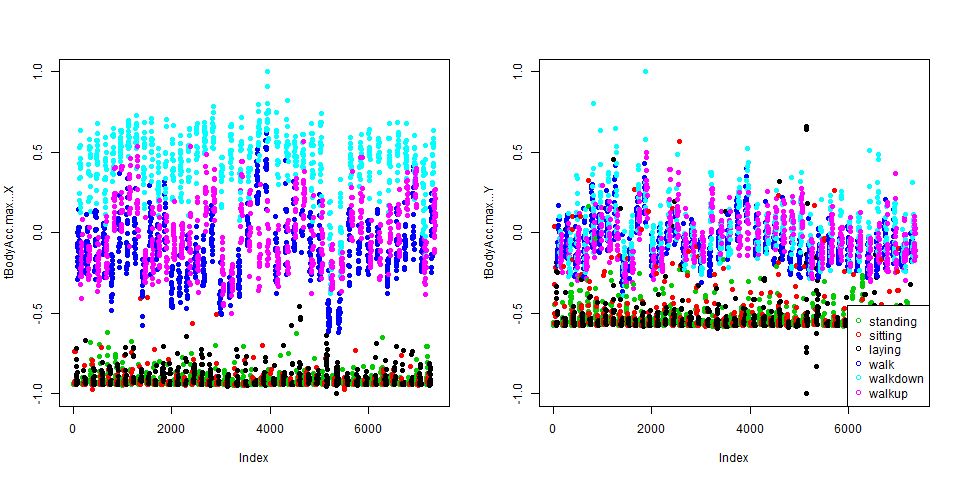 1.0
0.5
0.0
-0.5
-1.0
tBodyAcc.max...X
0 2000 4000 6000
Index
1.0
0.5
0.0
-0.5
-1.0
tBodyAcc.max...Y
0 2000 4000 6000
Index
standing
sitting
laying
walk
walkdown
walkup